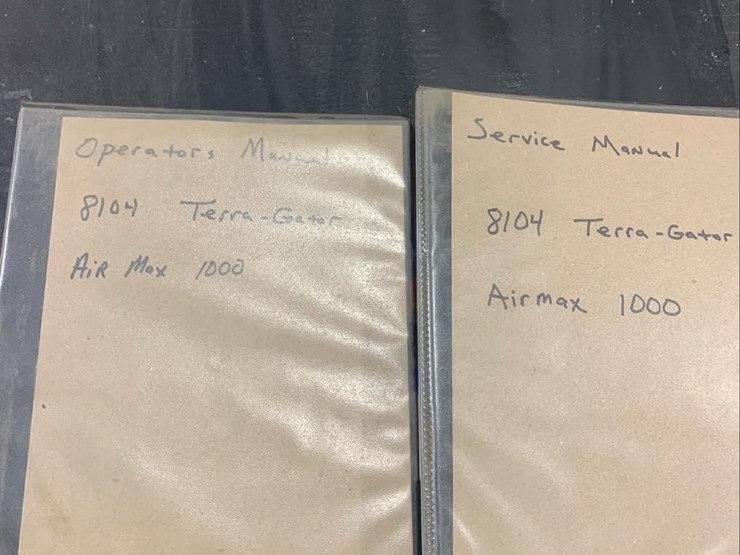 Operators Manual
8104 Terra-Gator
AiR Max 1000
Service Manual
8104 Terra-Gator
Airmax 1000